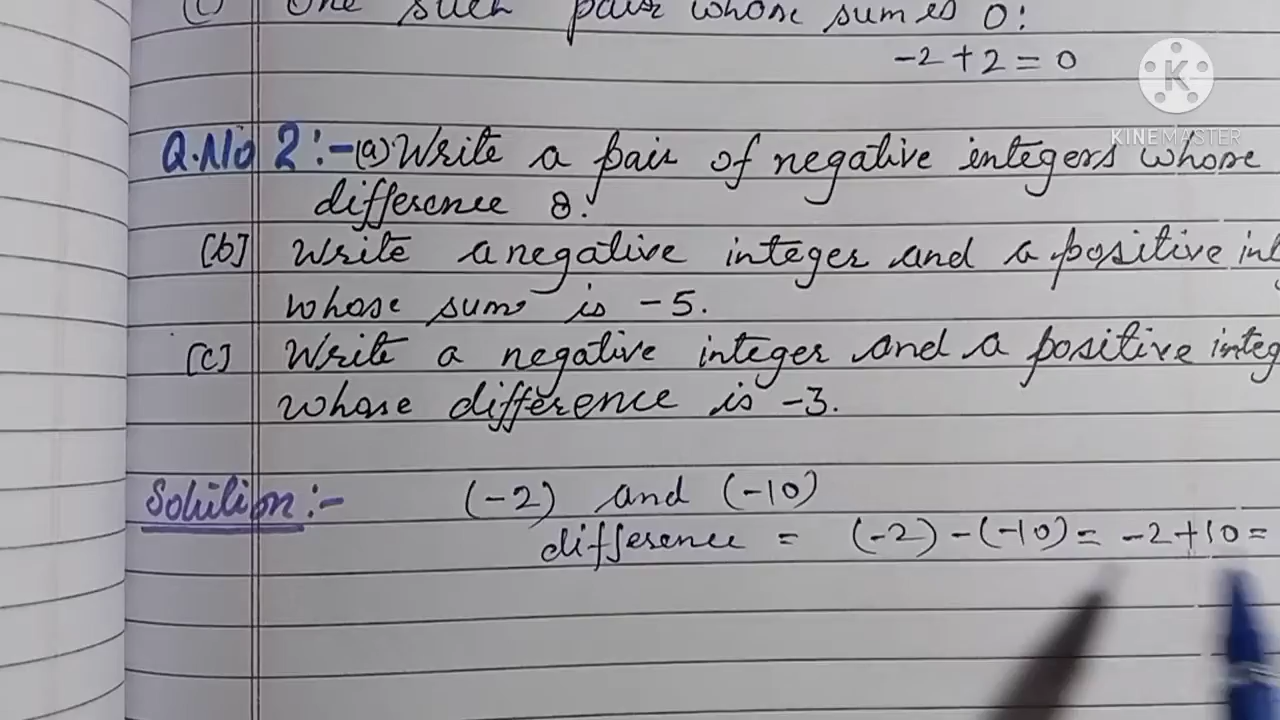 (c) One such pair whose sum is 0:
-2 + 2 = 0
KINEMASTER
Q.No 2:- (a) Write a pair of negative integers whose
difference 8.
(b) Write a negative integer and a positive int
whose sum is -5.
(c) Write a negative integer and a positive integ
whose difference is -3.
Solution:- (-2) and (-10)
difference = (-2) - (-10) = -2 + 10 =